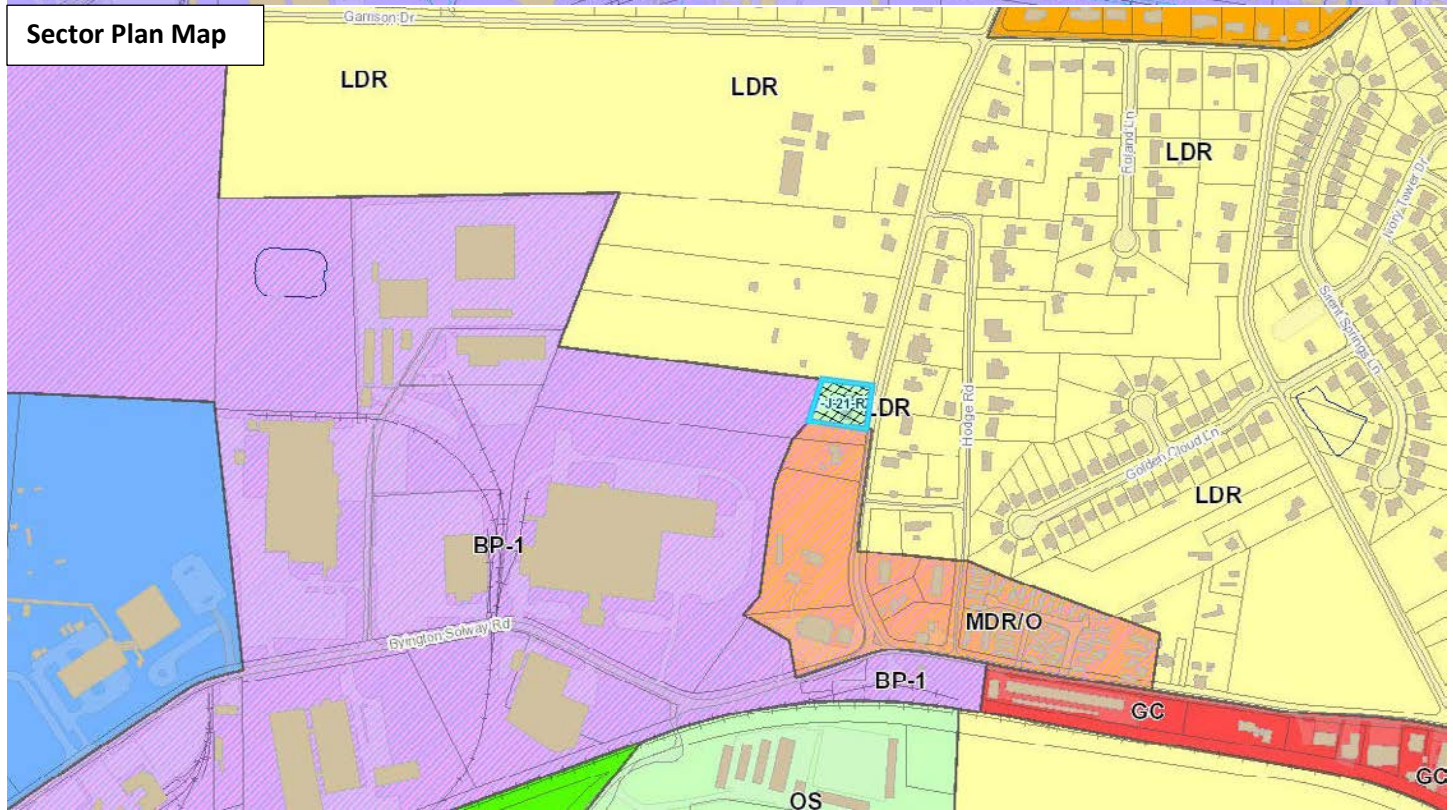 Sector Plan Map
Garrison Dr
LDR
LDR
Roland Ln
LDR
Ivory Tower Dr
Silent Springs Ln
-J-21-R
LDR
Hodge Rd
Golden Cloud Ln
LDR
BP-1
Byington Solway Rd
MDR/O
BP-1
GC
GC
OS